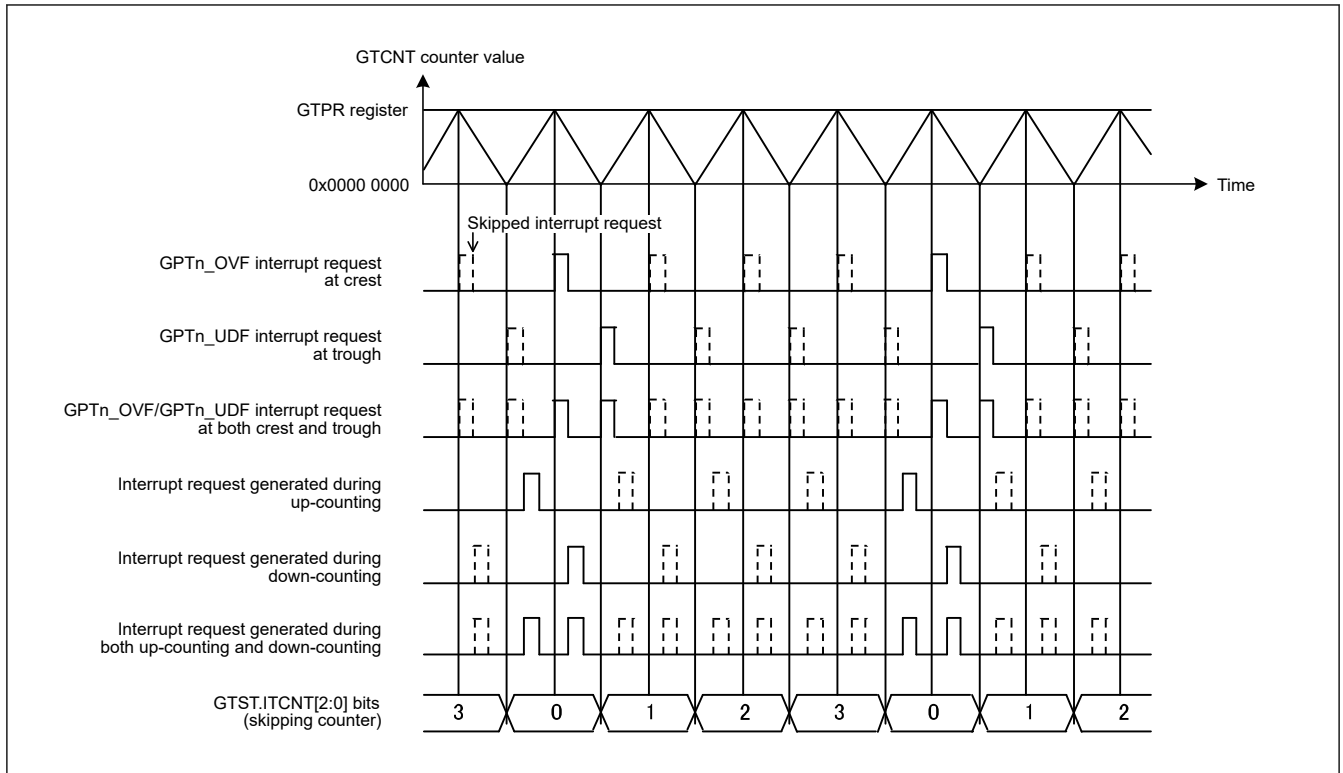 GTCNT counter value
GTPR register
0x0000 0000
Time
Skipped interrupt request
GPTn_OVF interrupt request
at crest
GPTn_UDF interrupt request
at trough
GPTn_OVF/GPTn_UDF interrupt request
at both crest and trough
Interrupt request generated during
up-counting
Interrupt request generated during
down-counting
Interrupt request generated during
both up-counting and down-counting
GTST.ITCNT[2:0] bits
(skipping counter)
3 0 1 2 3 0 1 2